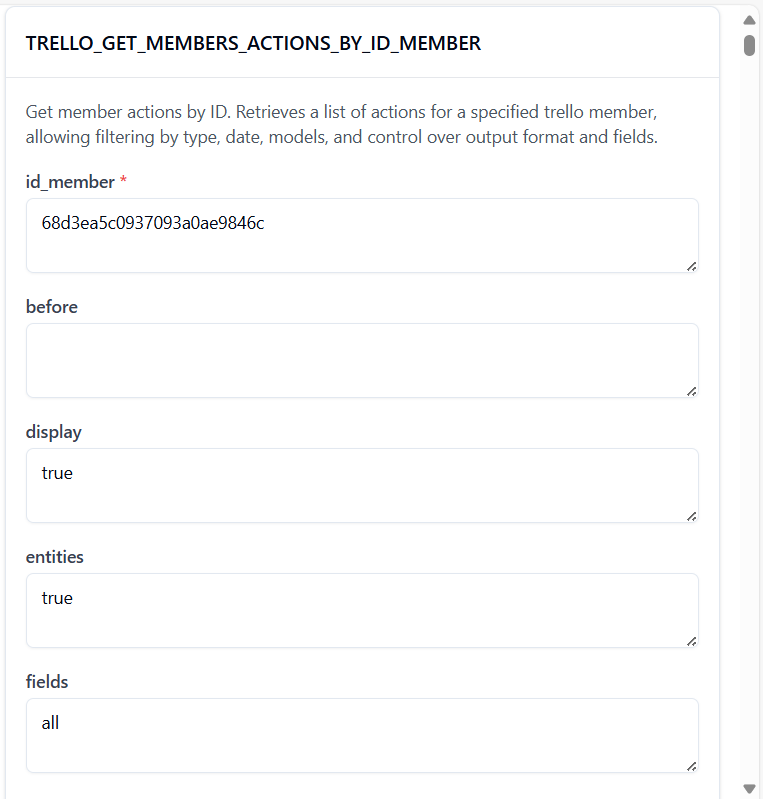 TRELLO_GET_MEMBERS_ACTIONS_BY_ID_MEMBER
Get member actions by ID. Retrieves a list of actions for a specified trello member,
allowing filtering by type, date, models, and control over output format and fields.
id_member *
68d3ea5c0937093a0ae9846c
before
display
true
entities
true
fields
all